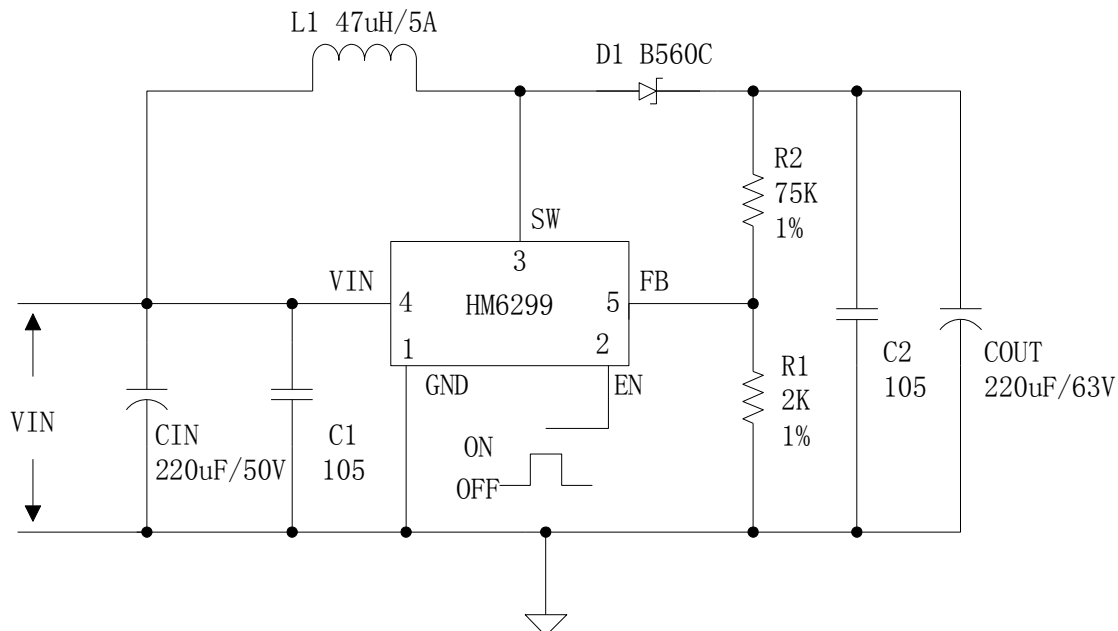 L1 47uH/5A
D1 B560C
R2
75K
1%
SW
3
VIN
4
HM6299
5
FB
1
2
GND
EN
R1
2K
1%
C2
105
COUT
220uF/63V
VIN
CIN
220uF/50V
C1
105
ON
OFF